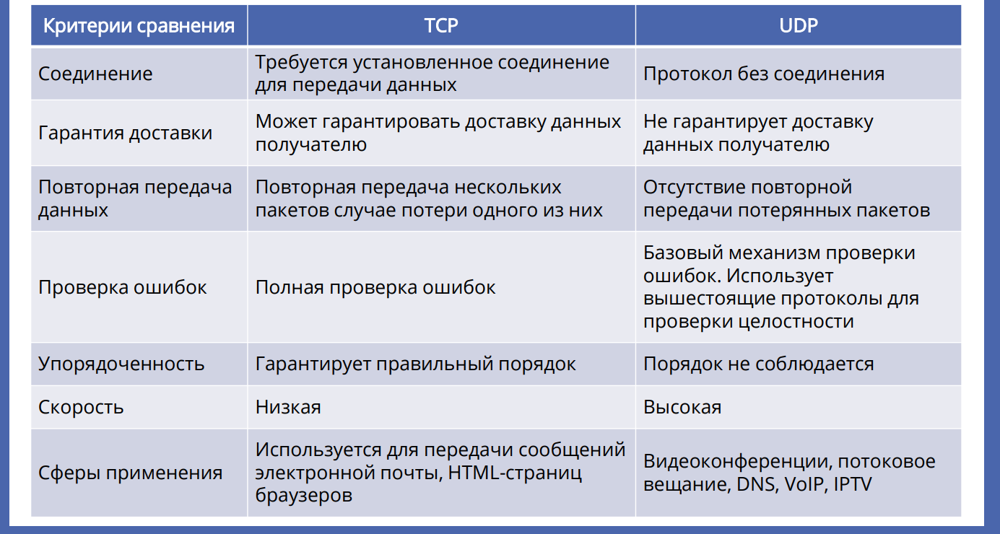 Критерии сравнения
TCP
UDP
Соединение
Требуется установленное соединение
для передачи данных
Протокол без соединения
Гарантия доставки
Может гарантировать доставку данных
получателю
Не гарантирует доставку
данных получателю
Повторная передача
данных
Повторная передача нескольких
пакетов случае потери одного из них
Отсутствие повторной
передачи потерянных пакетов
Проверка ошибок
Полная проверка ошибок
Базовый механизм проверки
ошибок. Использует
вышестоящие протоколы для
проверки целостности
Упорядоченность
Гарантирует правильный порядок
Порядок не соблюдается
Скорость
Низкая
Высокая
Сферы применения
Используется для передачи сообщений
электронной почты, HTML-страниц
браузеров
Видеоконференции, потоковое
вещание, DNS, VoIP, IPTV